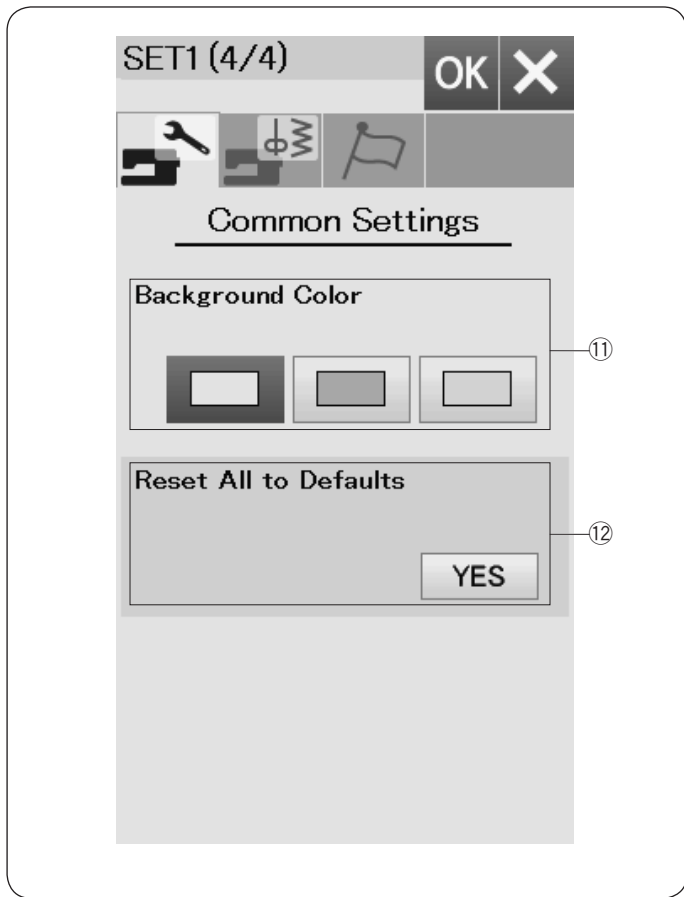 SET1 (4/4)
OK
Common Settings
Background Color
⑪
Reset All to Defaults
⑫
YES